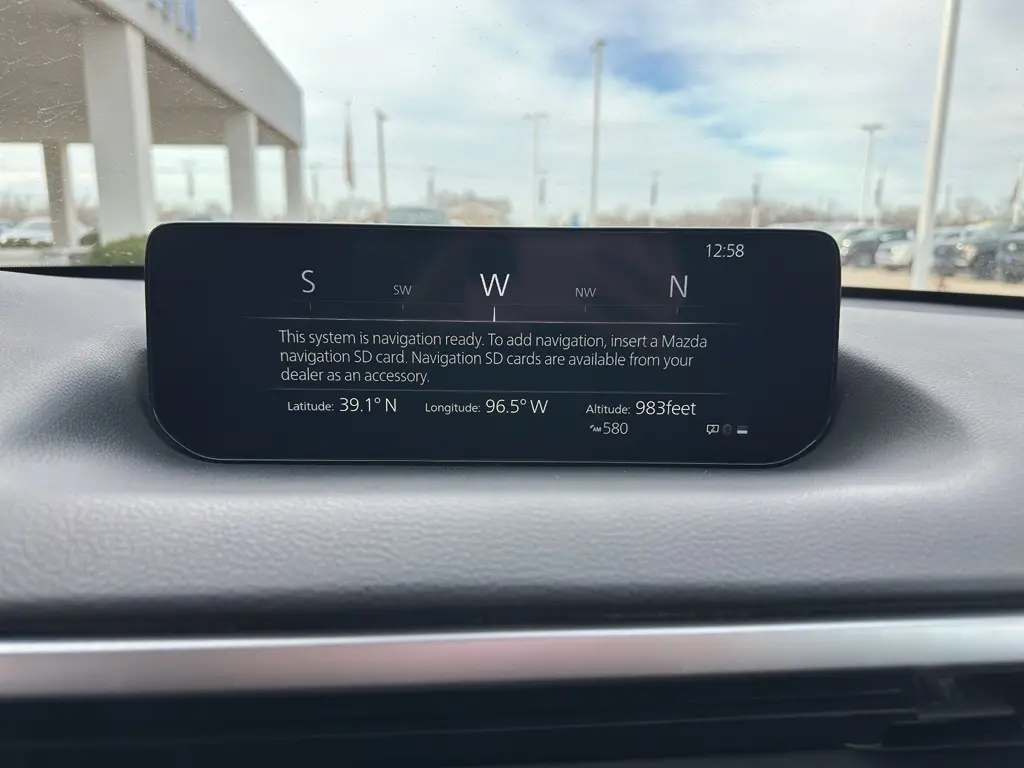 12:58
S SW W NW N
This system is navigation ready. To add navigation, insert a Mazda
navigation SD card. Navigation SD cards are available from your
dealer as an accessory.
Latitude: 39.1° N Longitude: 96.5° W Altitude: 983feet
AM 580